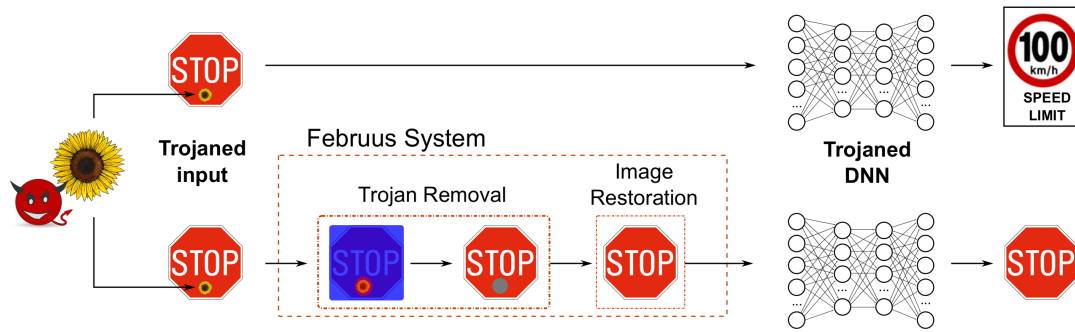 STOP
100
km/h
SPEED
LIMIT
...
...
...
...
Trojaned
input
Trojaned
DNN
Februus System
Trojan Removal
Image
Restoration
STOP
STOP
STOP
STOP
...
...
...
...
STOP